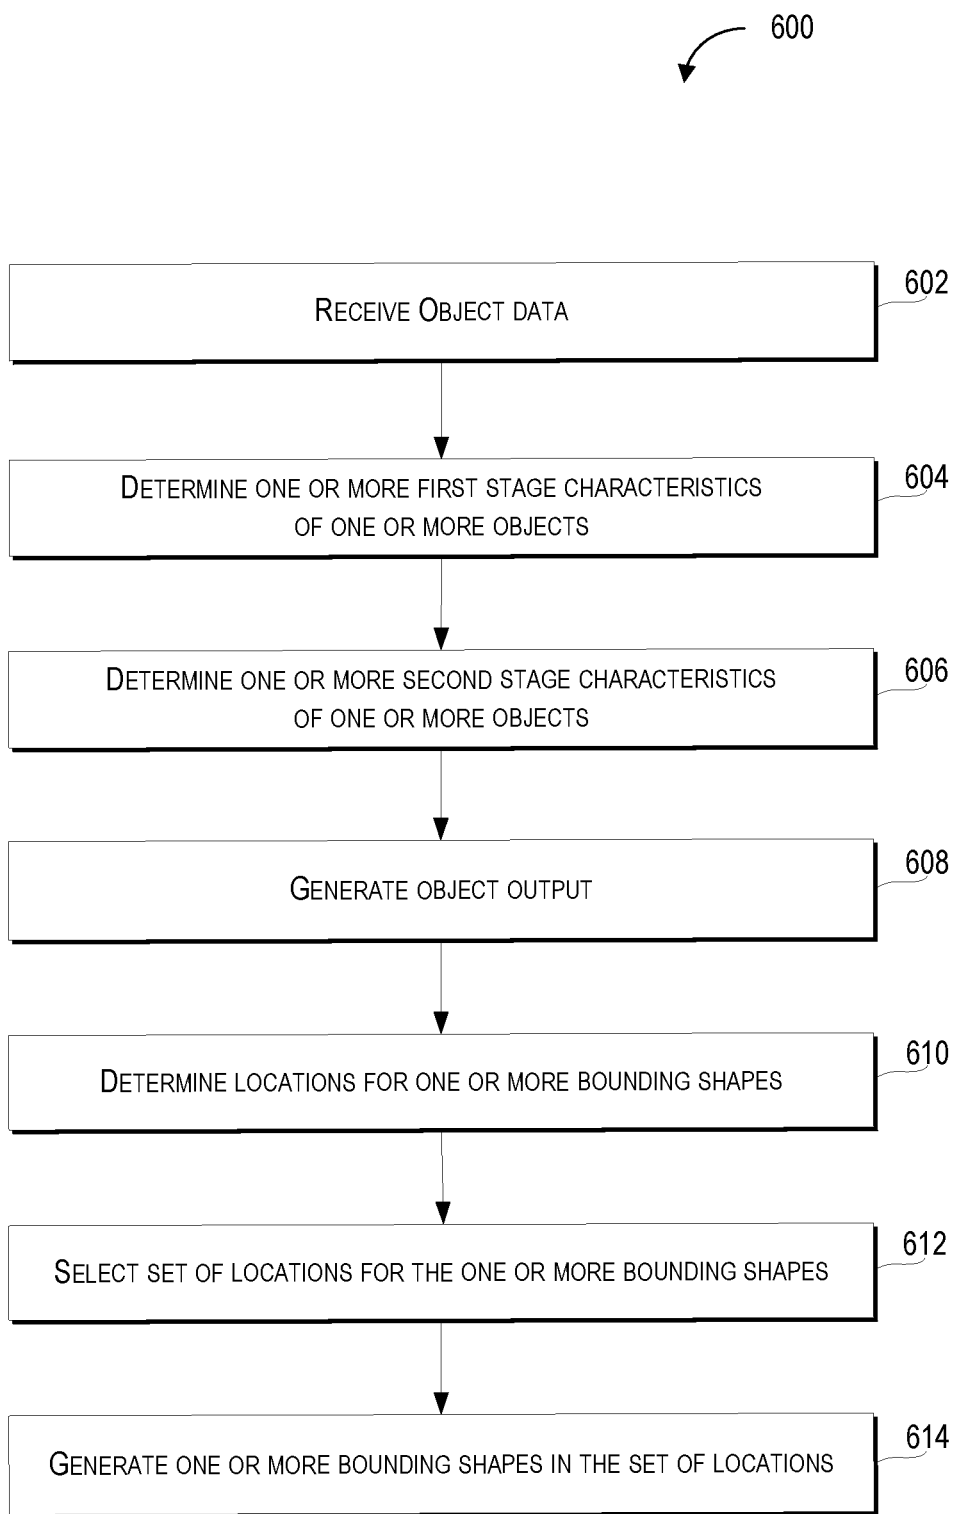 600
RECEIVE OBJECT DATA
602
DETERMINE ONE OR MORE FIRST STAGE CHARACTERISTICS
OF ONE OR MORE OBJECTS
604
DETERMINE ONE OR MORE SECOND STAGE CHARACTERISTICS
OF ONE OR MORE OBJECTS
606
GENERATE OBJECT OUTPUT
608
DETERMINE LOCATIONS FOR ONE OR MORE BOUNDING SHAPES
610
SELECT SET OF LOCATIONS FOR THE ONE OR MORE BOUNDING SHAPES
612
GENERATE ONE OR MORE BOUNDING SHAPES IN THE SET OF LOCATIONS
614